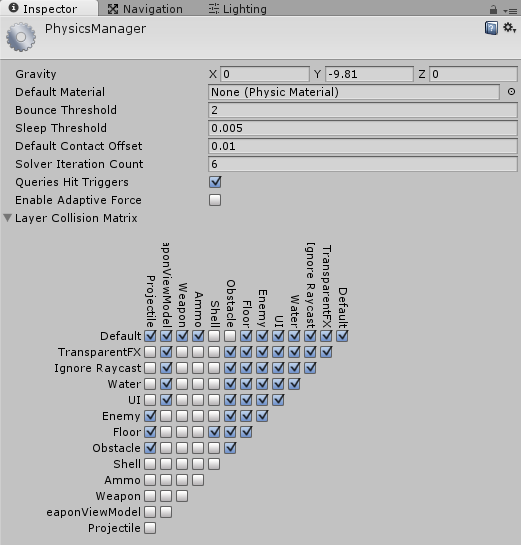 Inspector Navigation Lighting
PhysicsManager
Gravity X 0 Y -9.81 Z 0
Default Material None (Physic Material)
Bounce Threshold 2
Sleep Threshold 0.005
Default Contact Offset 0.01
Solver Iteration Count 6
Queries Hit Triggers
Enable Adaptive Force
Layer Collision Matrix
Projectile
eaponViewModel
Weapon
Ammo
Shell
Obstacle
Floor
Enemy
UI
Water
Ignore Raycast
TransparentFX
Default
Default
TransparentFX
Ignore Raycast
Water
UI
Enemy
Floor
Obstacle
Shell
Ammo
Weapon
eaponViewModel
Projectile